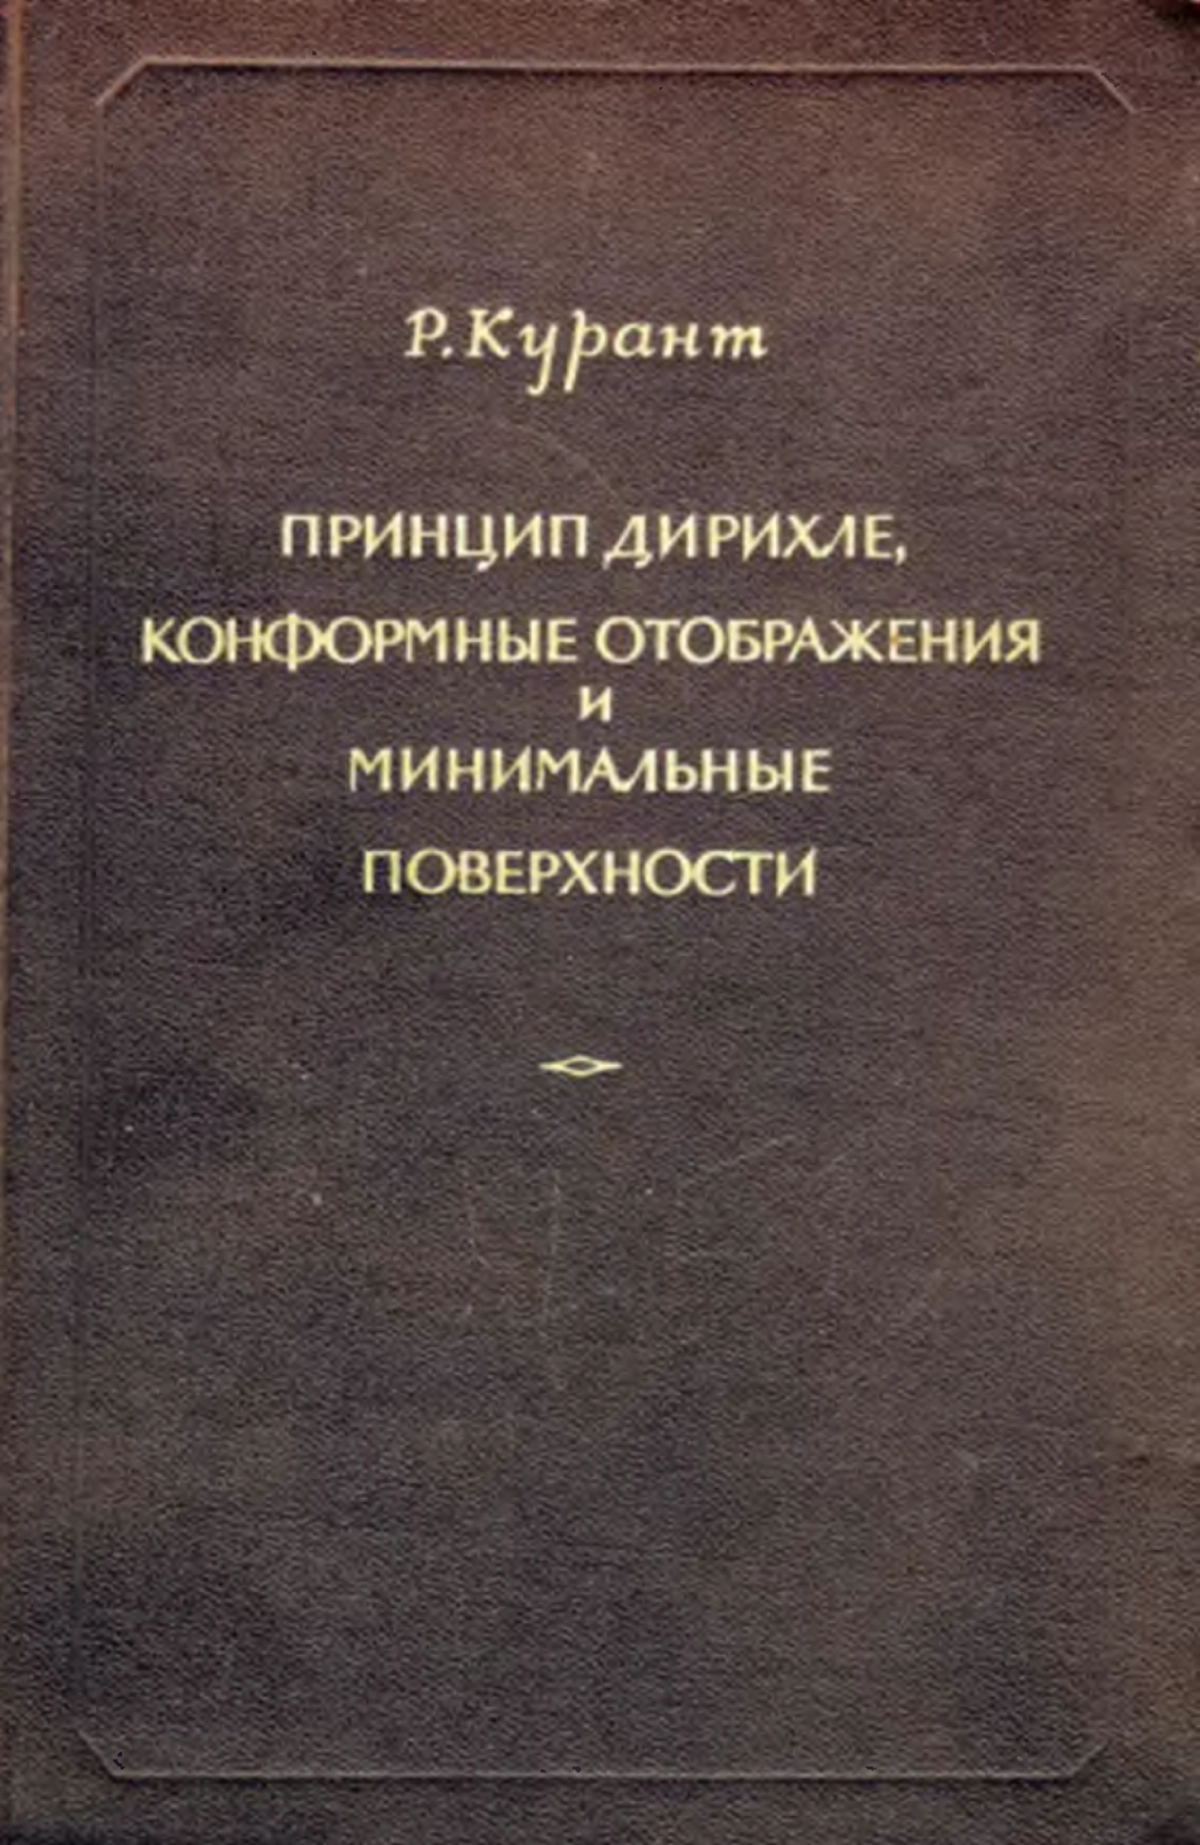 Р. Курант
ПРИНЦИП ДИРИХЛЕ,
КОНФОРМНЫЕ ОТОБРАЖЕНИЯ
И
МИНИМАЛЬНЫЕ
ПОВЕРХНОСТИ